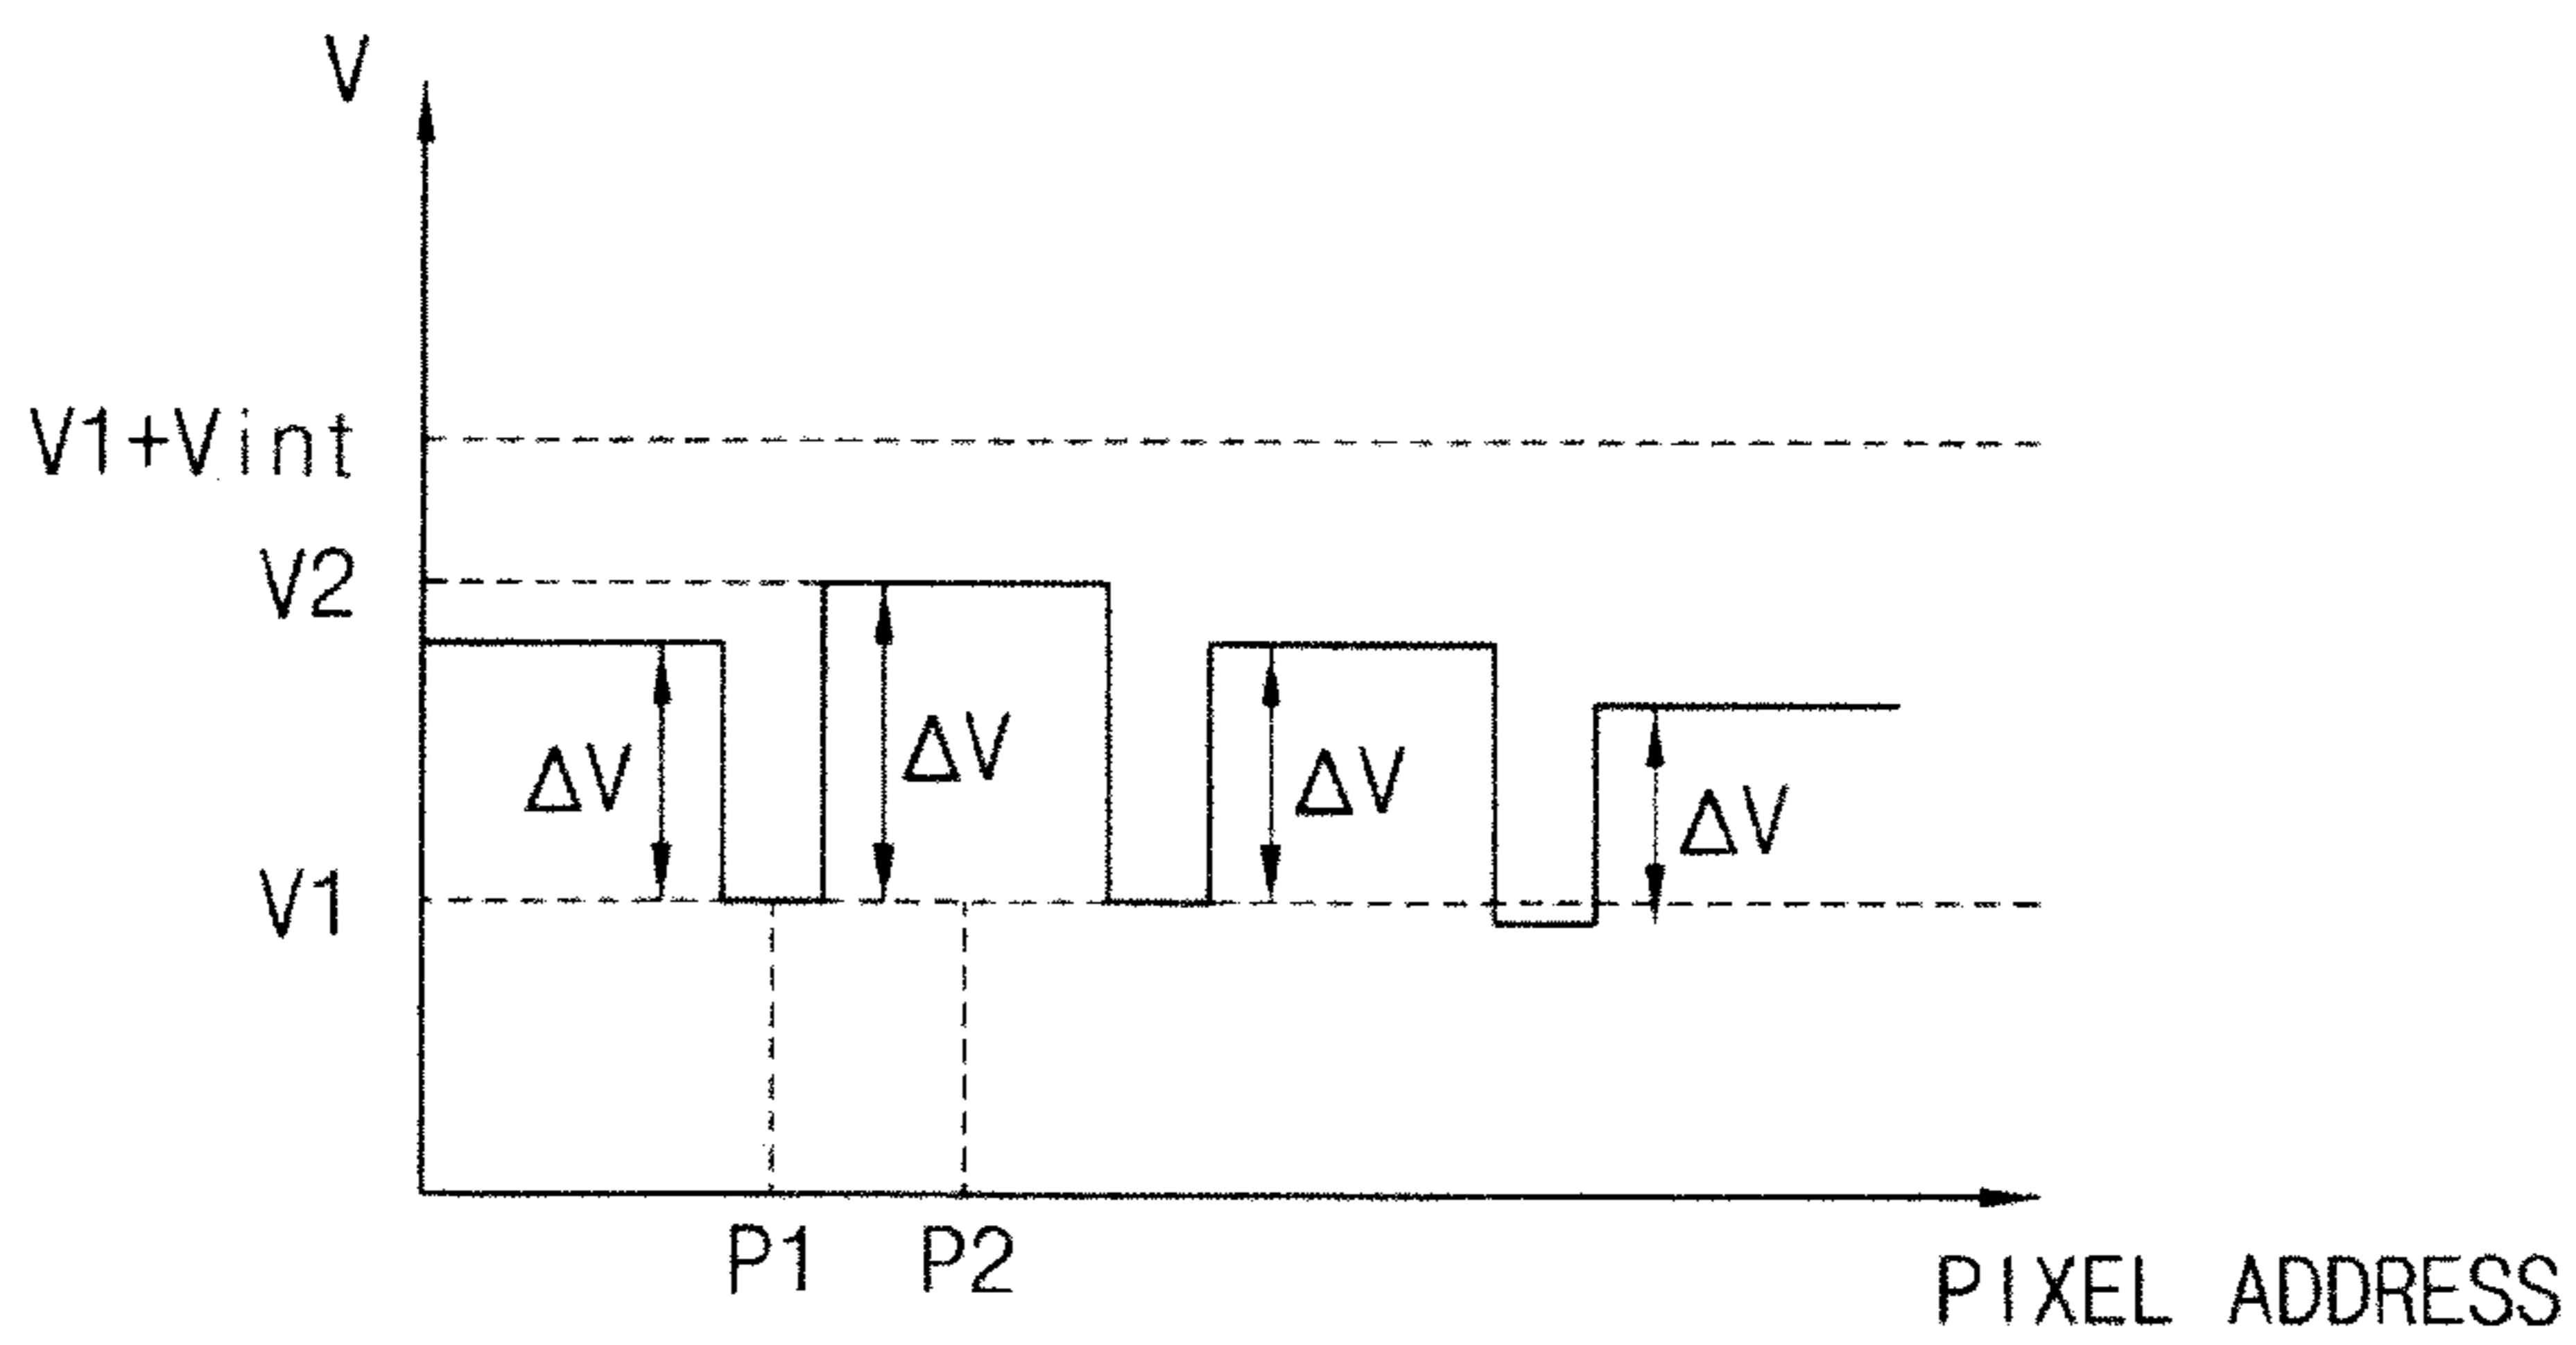 V
V1+Vint
V2
ΔV
ΔV
ΔV
ΔV
V1
P1
P2
PIXEL ADDRESS